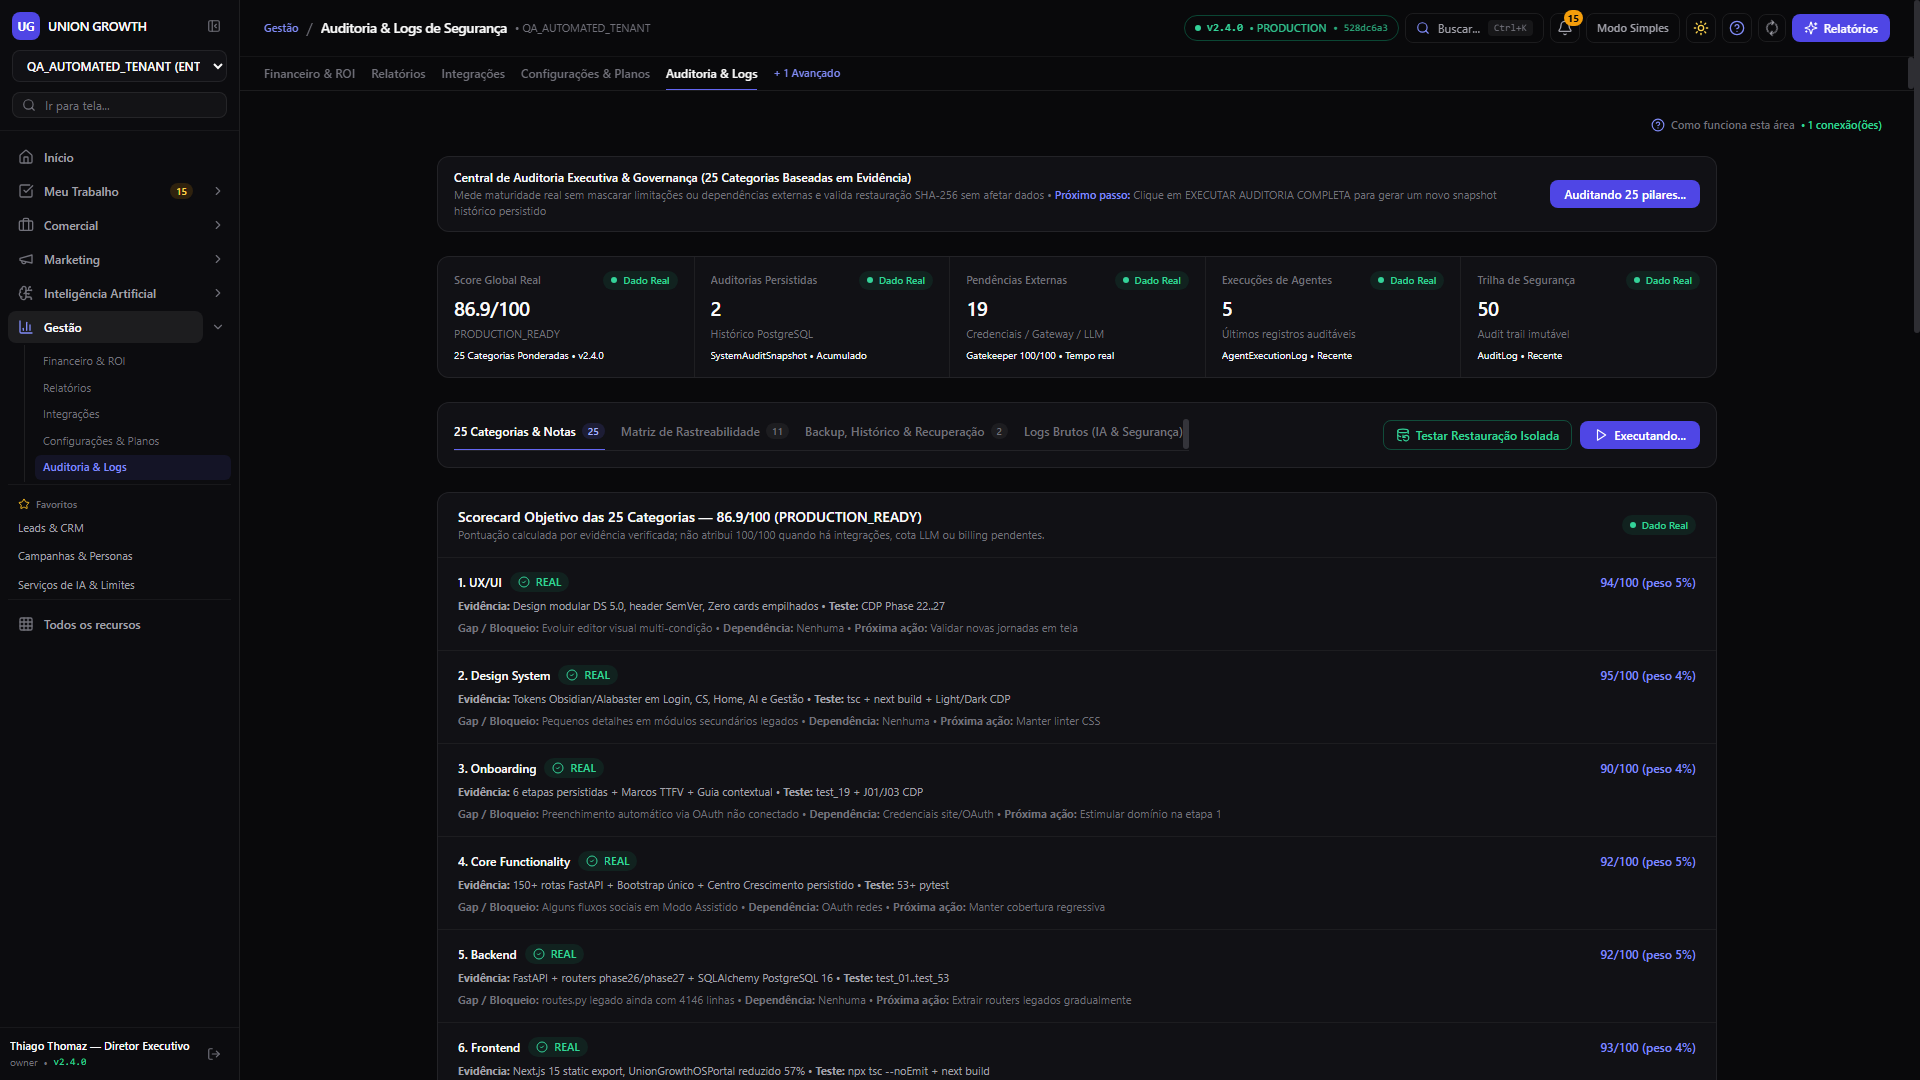 UG UNION GROWTH
QA_AUTOMATED_TENANT (ENT
Ir para tela...
Início
Meu Trabalho 15
Comercial
Marketing
Inteligência Artificial
Gestão
Financeiro & ROI
Relatórios
Integrações
Configurações & Planos
Auditoria & Logs
Favoritos
Leads & CRM
Campanhas & Personas
Serviços de IA & Limites
Todos os recursos
Thiago Thomaz — Diretor Executivo
owner • v2.4.0
Gestão / Auditoria & Logs de Segurança • QA_AUTOMATED_TENANT
v2.4.0 • PRODUCTION • 528dc6a3
Buscar... Ctrl+K
15
Modo Simples
Relatórios
Financeiro & ROI Relatórios Integrações Configurações & Planos Auditoria & Logs + 1 Avançado
Como funciona esta área • 1 conexão(ões)
Central de Auditoria Executiva & Governança (25 Categorias Baseadas em Evidência)
Mede maturidade real sem mascarar limitações ou dependências externas e valida restauração SHA-256 sem afetar dados • Próximo passo: Clique em EXECUTAR AUDITORIA COMPLETA para gerar um novo snapshot
histórico persistido
Auditando 25 pilares...
Score Global Real Dado Real
86.9/100
PRODUCTION_READY
25 Categorias Ponderadas • v2.4.0
Auditorias Persistidas Dado Real
2
Histórico PostgreSQL
SystemAuditSnapshot • Acumulado
Pendências Externas Dado Real
19
Credenciais / Gateway / LLM
Gatekeeper 100/100 • Tempo real
Execuções de Agentes Dado Real
5
Últimos registros auditáveis
AgentExecutionLog • Recente
Trilha de Segurança Dado Real
50
Audit trail imutável
AuditLog • Recente
25 Categorias & Notas 25 Matriz de Rastreabilidade 11 Backup, Histórico & Recuperação 2 Logs Brutos (IA & Segurança)
Testar Restauração Isolada
Executando...
Scorecard Objetivo das 25 Categorias — 86.9/100 (PRODUCTION_READY)
Pontuação calculada por evidência verificada; não atribui 100/100 quando há integrações, cota LLM ou billing pendentes.
Dado Real
1. UX/UI REAL 94/100 (peso 5%)
Evidência: Design modular DS 5.0, header SemVer, Zero cards empilhados • Teste: CDP Phase 22..27
Gap / Bloqueio: Evoluir editor visual multi-condição • Dependência: Nenhuma • Próxima ação: Validar novas jornadas em tela
2. Design System REAL 95/100 (peso 4%)
Evidência: Tokens Obsidian/Alabaster em Login, CS, Home, AI e Gestão • Teste: tsc + next build + Light/Dark CDP
Gap / Bloqueio: Pequenos detalhes em módulos secundários legados • Dependência: Nenhuma • Próxima ação: Manter linter CSS
3. Onboarding REAL 90/100 (peso 4%)
Evidência: 6 etapas persistidas + Marcos TTFV + Guia contextual • Teste: test_19 + J01/J03 CDP
Gap / Bloqueio: Preenchimento automático via OAuth não conectado • Dependência: Credenciais site/OAuth • Próxima ação: Estimular domínio na etapa 1
4. Core Functionality REAL 92/100 (peso 5%)
Evidência: 150+ rotas FastAPI + Bootstrap único + Centro Crescimento persistido • Teste: 53+ pytest
Gap / Bloqueio: Alguns fluxos sociais em Modo Assistido • Dependência: OAuth redes • Próxima ação: Manter cobertura regressiva
5. Backend REAL 92/100 (peso 5%)
Evidência: FastAPI + routers phase26/phase27 + SQLAlchemy PostgreSQL 16 • Teste: test_01..test_53
Gap / Bloqueio: routes.py legado ainda com 4146 linhas • Dependência: Nenhuma • Próxima ação: Extrair routers legados gradualmente
6. Frontend REAL 93/100 (peso 4%)
Evidência: Next.js 15 static export, UnionGrowthOSPortal reduzido 57% • Teste: npx tsc --noEmit + next build